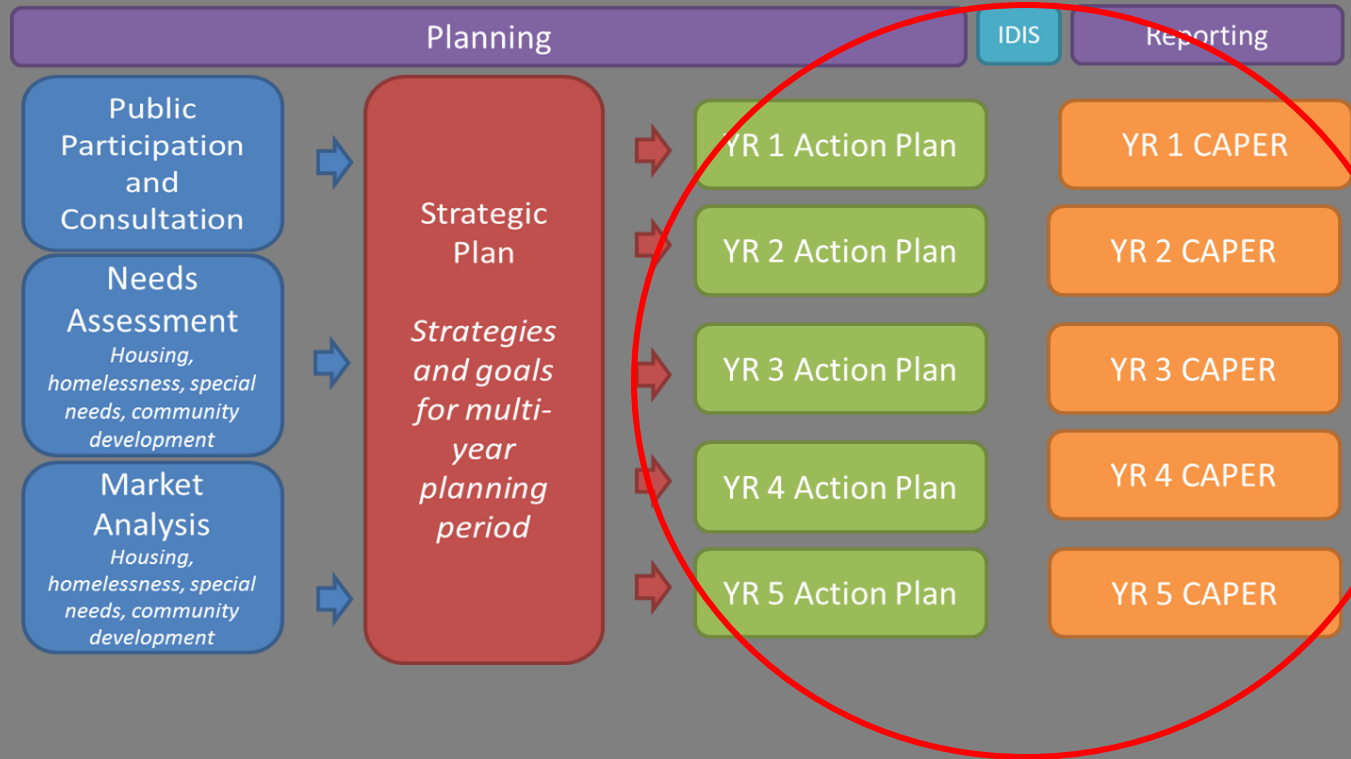 Planning
IDIS
Reporting
Public
Participation
and
Consultation
Needs
Assessment
Housing,
homelessness, special
needs, community
development
Market
Analysis
Housing,
homelessness, special
needs, community
development
Strategic
Plan
Strategies
and goals
for multi-
year
planning
period
YR 1 Action Plan
YR 2 Action Plan
YR 3 Action Plan
YR 4 Action Plan
YR 5 Action Plan
YR 1 CAPER
YR 2 CAPER
YR 3 CAPER
YR 4 CAPER
YR 5 CAPER